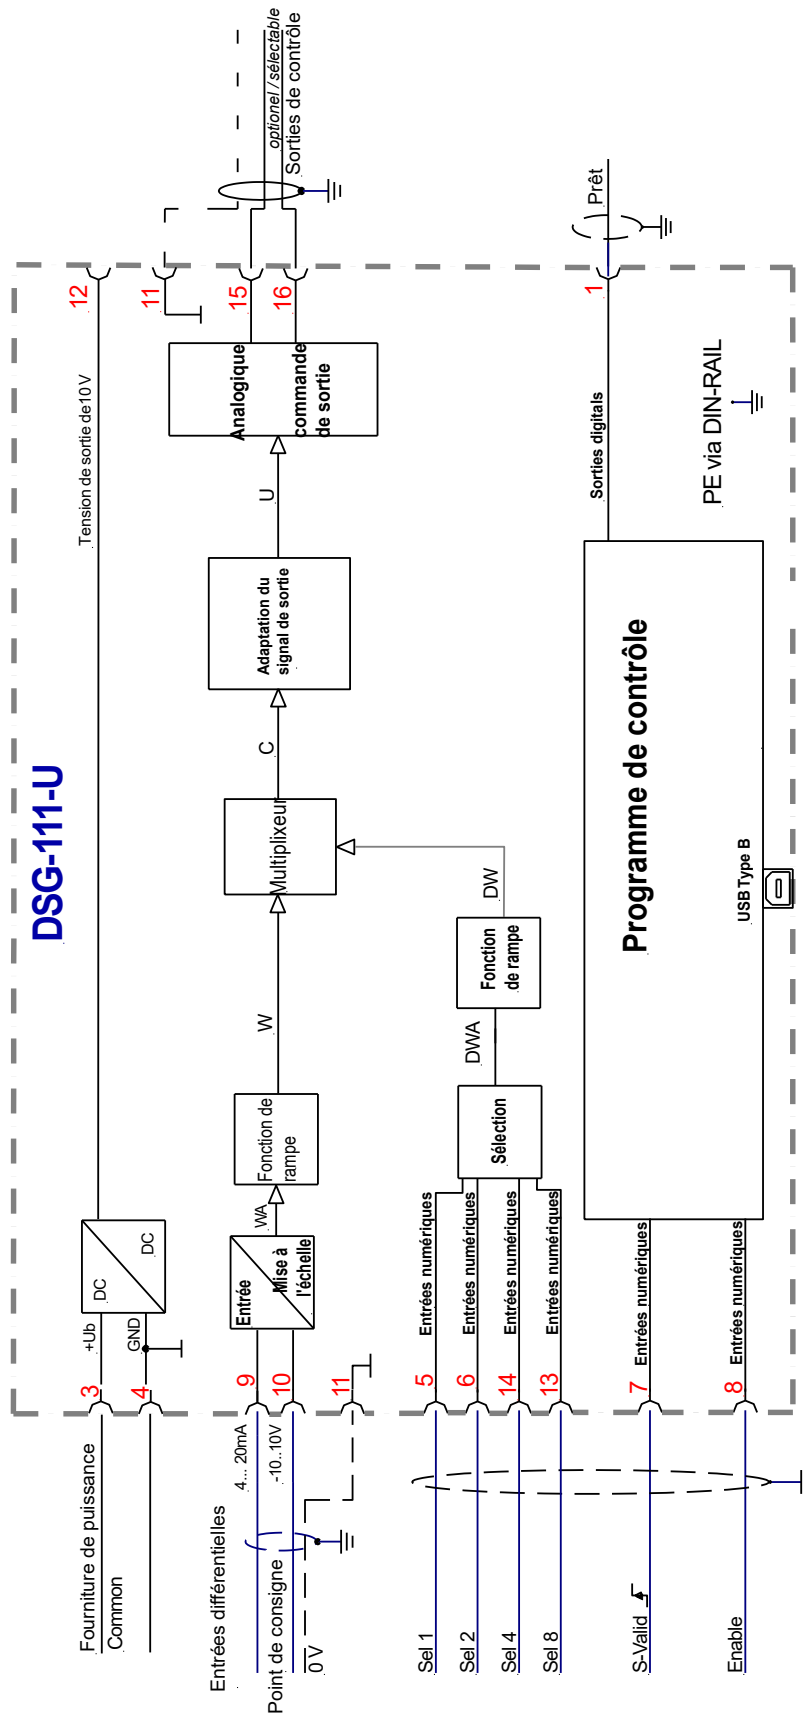 DSG-111-U
Fourniture de puissance
Common
3
4
+Ub
GND
DC
DC
Tension de sortie de10 V
12
11
Entrées différentielles
4... 20mA
-10..10V
Point de consigne
0 V
9
10
11
Entrée
Mise à
l'échelle
WA
Fonction de
rampe
W
Multiplixeur
C
Adaptation du
signal de sortie
U
Analogique
commande
de sortie
15
16
optionel / sélectable
Sorties de contrôle
Sel 1
5
Entrées numériques
Sel 2
6
Entrées numériques
Sel 4
14
Entrées numériques
Sel 8
13
Entrées numériques
Sélection
DWA
Fonction
de rampe
DW
S-Valid
7
Entrées numériques
Enable
8
Entrées numériques
Programme de contrôle
USB Type B
Sorties digitals
1
Prêt
PE via DIN-RAIL